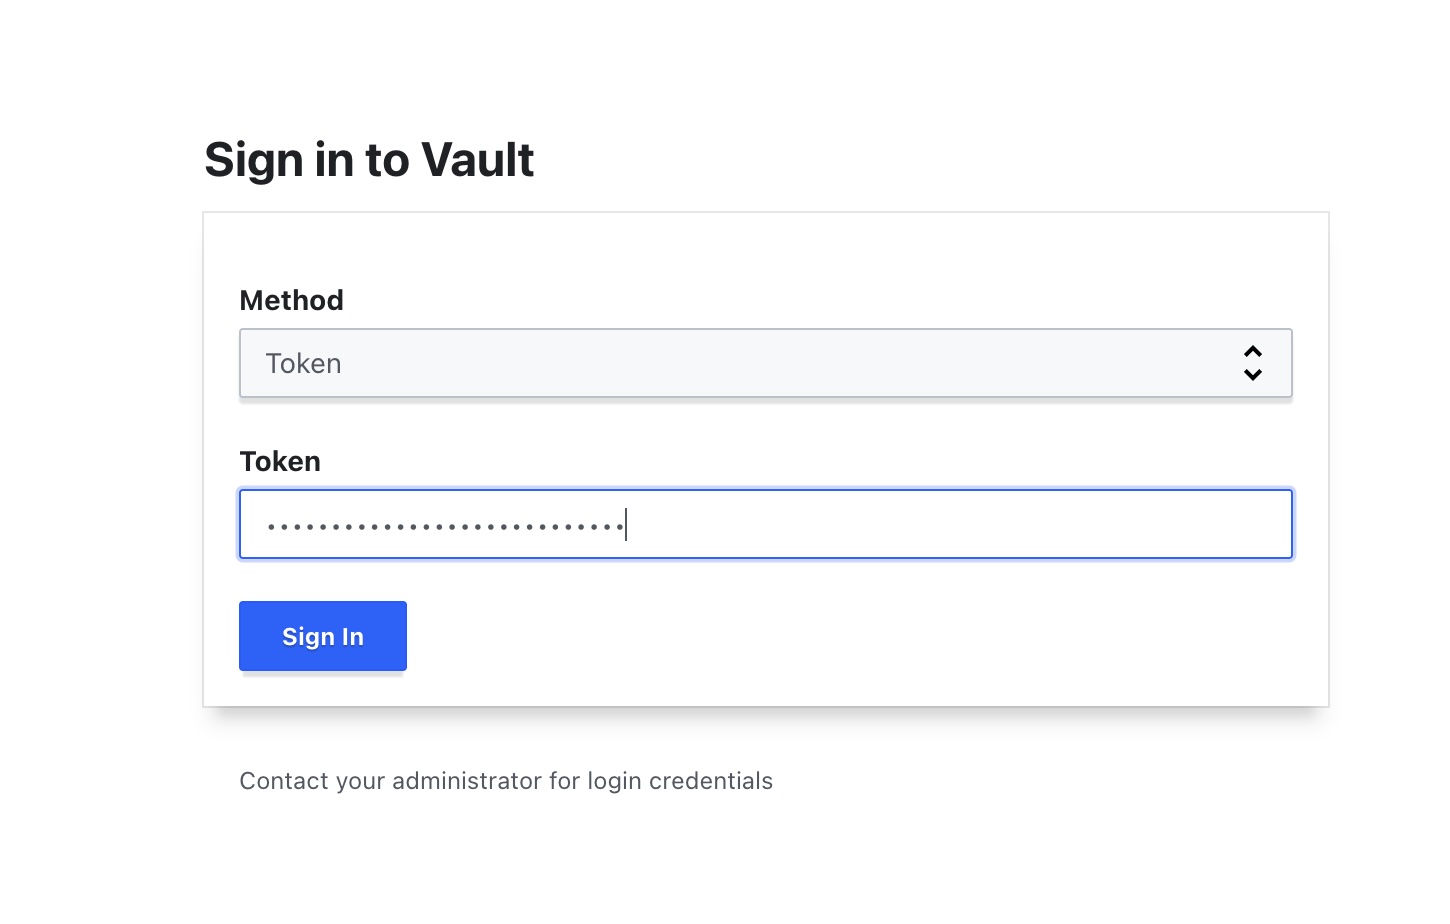 Sign in to Vault
Method
Token
Token
••••••••••••••••••••••••••••
Sign In
Contact your administrator for login credentials